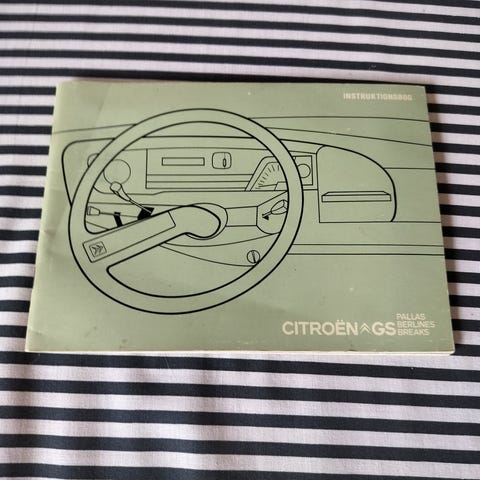 INSTRUKTIONSBOG
CITROËN GS
PALLAS
BERLINES
BREAKS